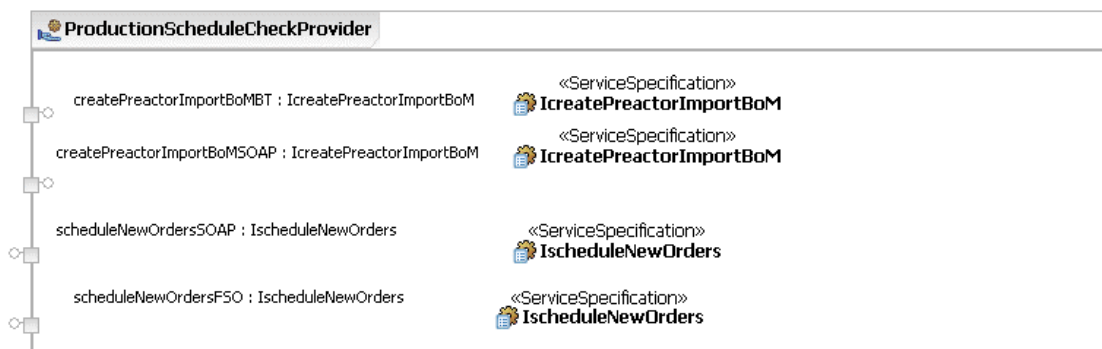 ProductionScheduleCheckProvider
createPreactorImportBoMBT : IcreatePreactorImportBoM
«ServiceSpecification»
IcreatePreactorImportBoM
createPreactorImportBoMSOAP : IcreatePreactorImportBoM
«ServiceSpecification»
IcreatePreactorImportBoM
scheduleNewOrdersSOAP : IscheduleNewOrders
«ServiceSpecification»
IscheduleNewOrders
scheduleNewOrdersFSO : IscheduleNewOrders
«ServiceSpecification»
IscheduleNewOrders